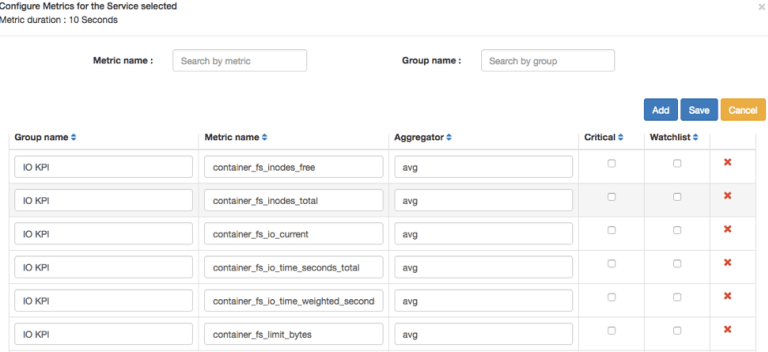 Configure Metrics for the Service selected
Metric duration : 10 Seconds
Metric name : Search by metric Group name : Search by group
Add Save Cancel
Group name Metric name Aggregator Critical Watchlist
IO KPI container_fs_inodes_free avg
IO KPI container_fs_inodes_total avg
IO KPI container_fs_io_current avg
IO KPI container_fs_io_time_seconds_total avg
IO KPI container_fs_io_time_weighted_second avg
IO KPI container_fs_limit_bytes avg